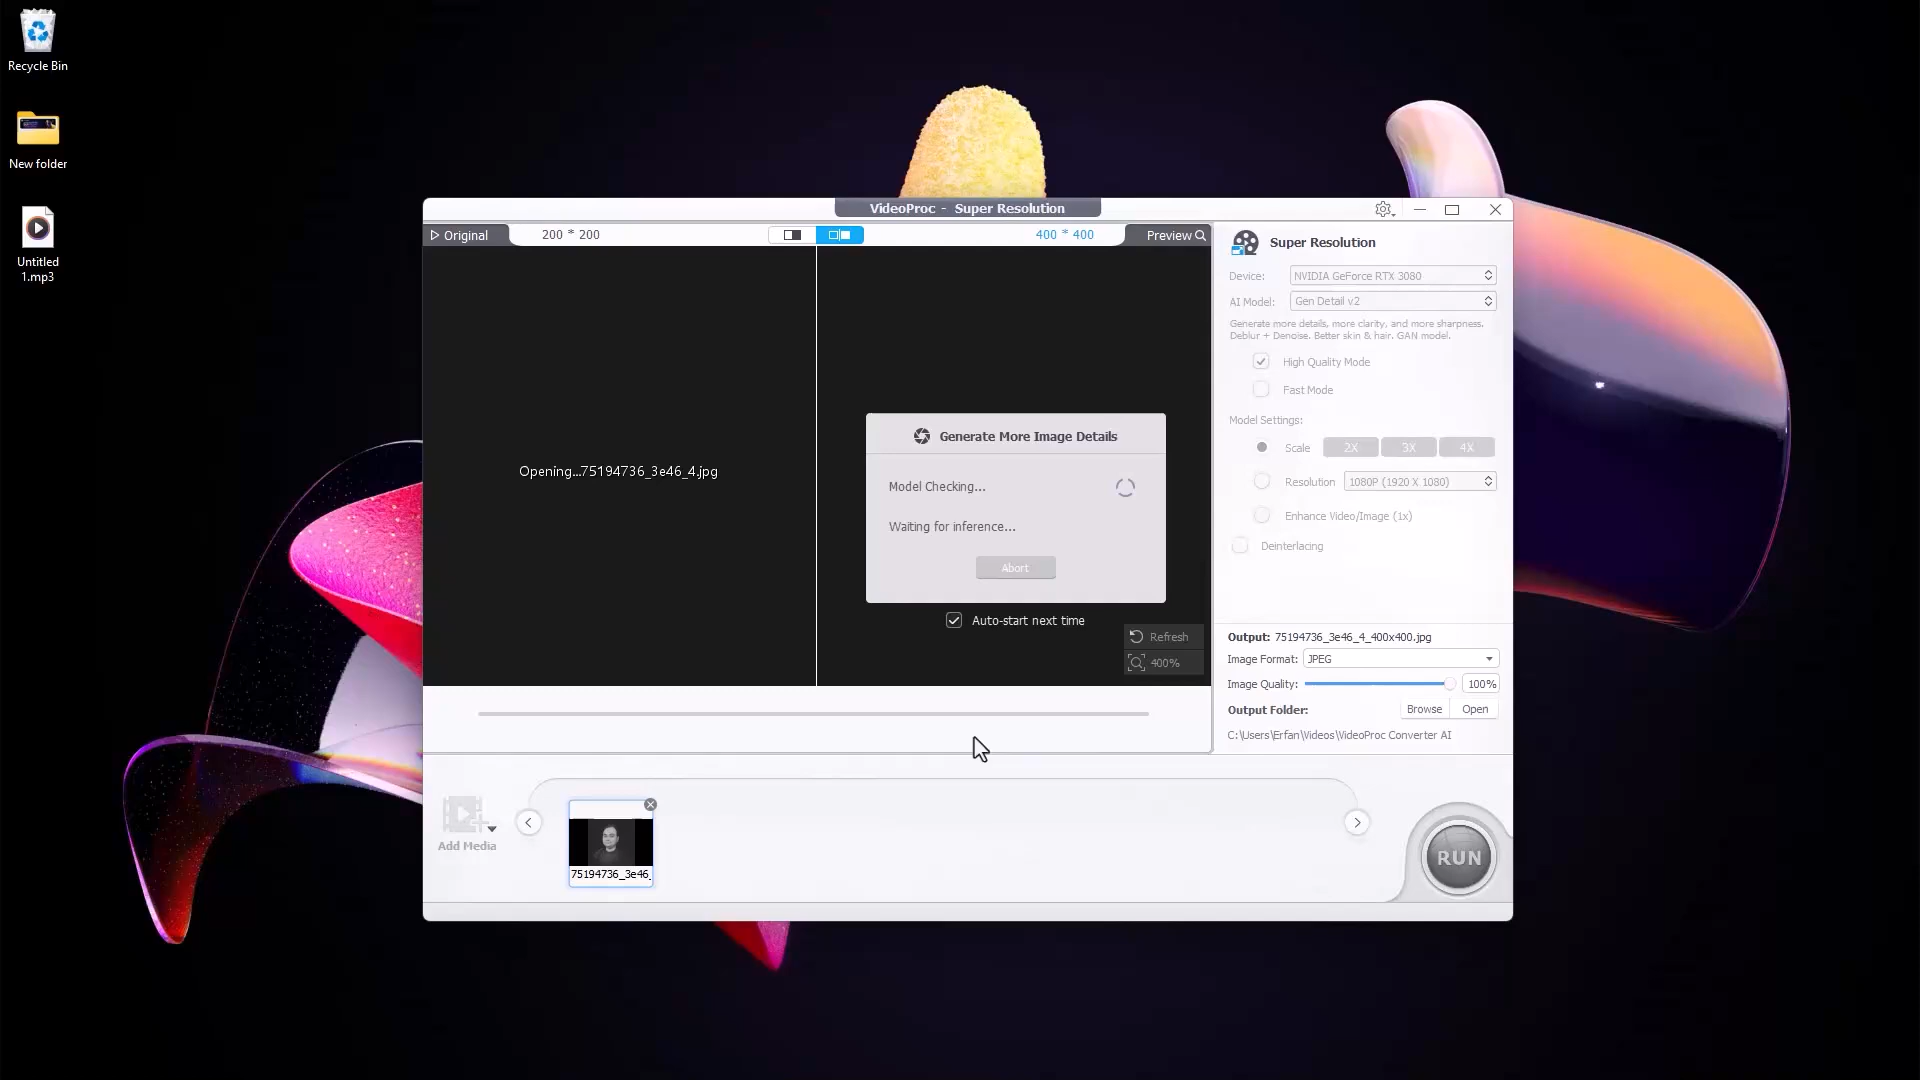 Recycle Bin
New folder
Untitled
1.mp3
VideoProc - Super Resolution
Original
200 * 200
400 * 400
Preview
Opening...75194736_3e46_4.jpg
Generate More Image Details
Model Checking...
Waiting for inference...
Abort
Auto-start next time
Refresh
400%
Super Resolution
Device:
NVIDIA GeForce RTX 3080
AI Model:
Gen Detail v2
Generate more details, more clarity, and more sharpness.
Deblur + Denoise. Better skin & hair. GAN model.
High Quality Mode
Fast Mode
Model Settings:
Scale
2X
3X
4X
Resolution
1080P (1920 X 1080)
Enhance Video/Image (1x)
Deinterlacing
Output: 75194736_3e46_4_400x400.jpg
Image Format:
JPEG
Image Quality:
100%
Output Folder:
Browse
Open
C:\Users\Erfan\Videos\VideoProc Converter AI
Add Media
75194736_3e46_
RUN